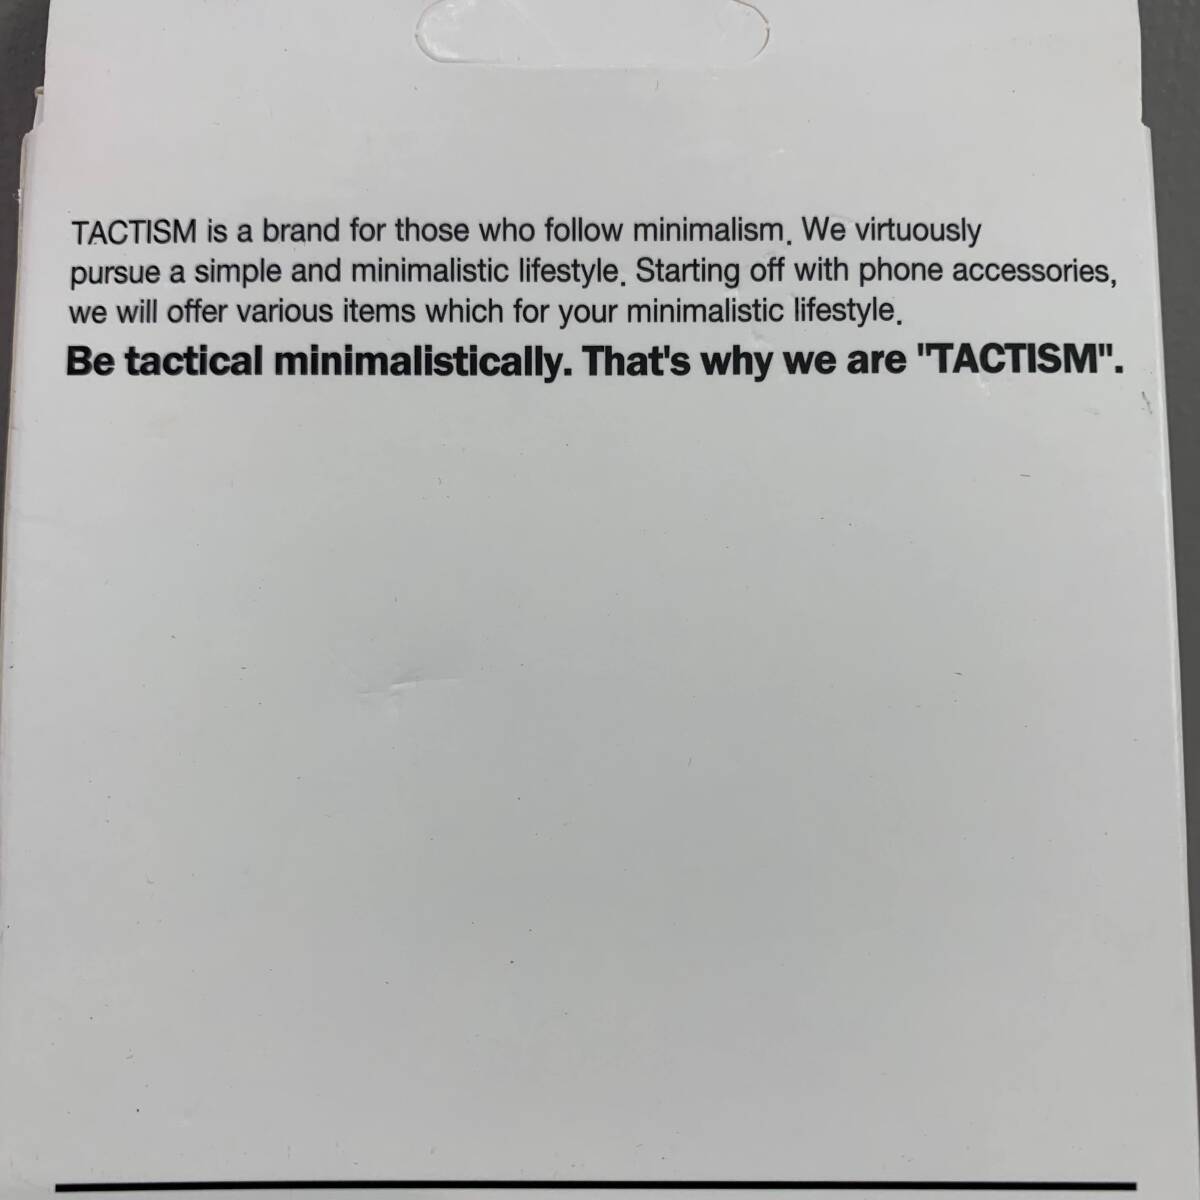 TACTISM is a brand for those who follow minimalism. We virtuously
pursue a simple and minimalistic lifestyle. Starting off with phone accessories,
we will offer various items which for your minimalistic lifestyle.
Be tactical minimalistically. That's why we are "TACTISM".